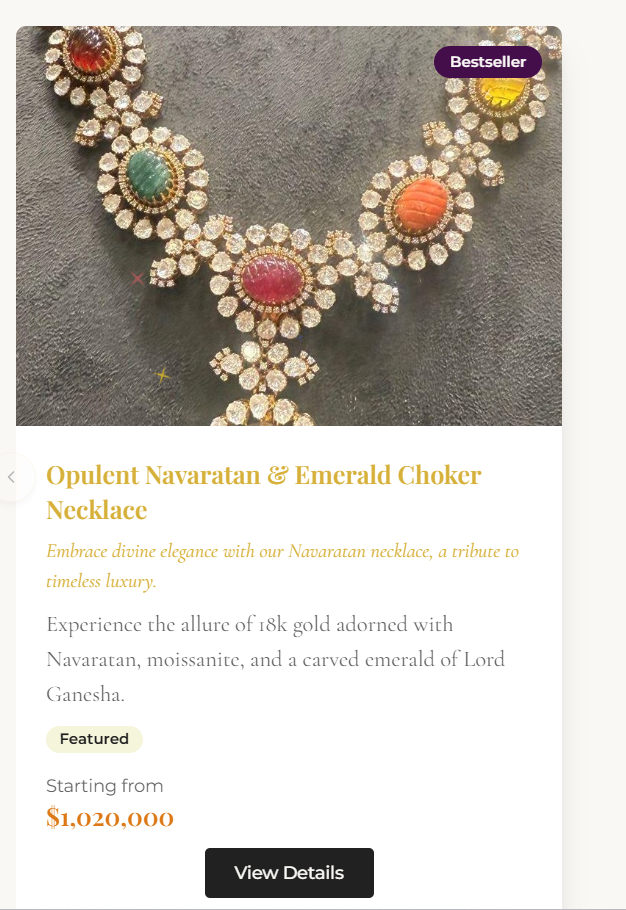 Bestseller
Opulent Navaratan & Emerald Choker
Necklace
Embrace divine elegance with our Navaratan necklace, a tribute to
timeless luxury.
Experience the allure of 18k gold adorned with
Navaratan, moissanite, and a carved emerald of Lord
Ganesha.
Featured
Starting from
$1,020,000
View Details